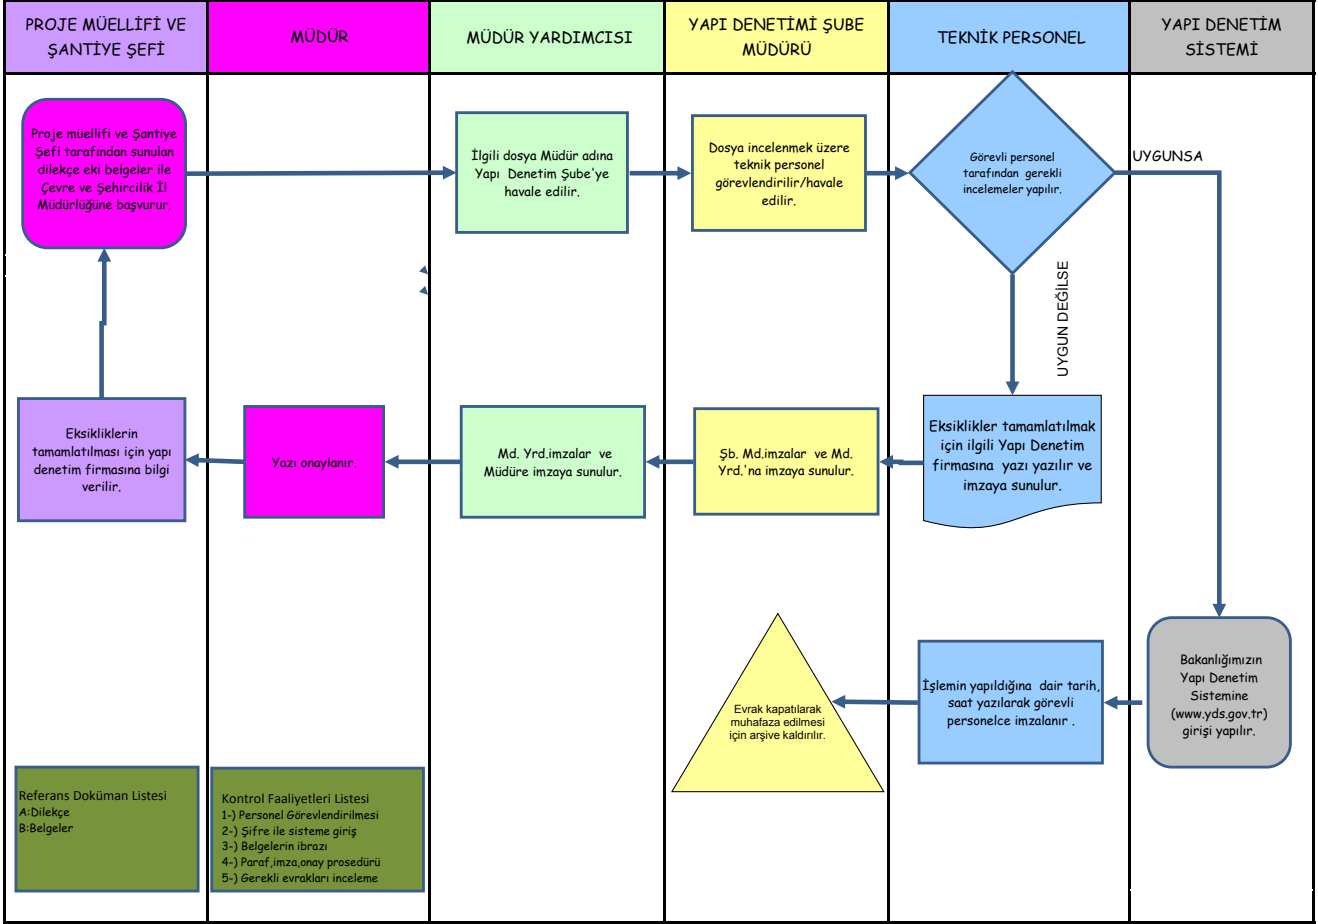 PROJE MÜELLİFİ VE
ŞANTİYE ŞEFİ
MÜDÜR
MÜDÜR YARDIMCISI
YAPI DENETİMİ ŞUBE
MÜDÜRÜ
TEKNİK PERSONEL
YAPI DENETİM
SİSTEMİ
Proje müellifi ve Şantiye
Şefi tarafından sunulan
dilekçe eki belgeler ile
Çevre ve Şehircilik İl
Müdürlüğüne başvurur.
İlgili dosya Müdür adına
Yapı Denetim Şube'ye
havale edilir.
Dosya incelenmek üzere
teknik personel
görevlendirilir/havale
edilir.
Görevli personel
tarafından gerekli
incelemeler yapılır.
UYGUNSA
UYGUN DEĞİLSE
Eksikliklerin
tamamlatılması için yapı
denetim firmasına bilgi
verilir.
Yazı onaylanır.
Md. Yrd.imzalar ve
Müdüre imzaya sunulur.
Şb. Md.imzalar ve Md.
Yrd.'na imzaya sunulur.
Eksiklikler tamamlatılmak
için ilgili Yapı Denetim
firmasına yazı yazılır ve
imzaya sunulur.
Evrak kapatılarak
muhafaza edilmesi
için arşive kaldırılır.
İşlemin yapıldığına dair tarih,
saat yazılarak görevli
personelce imzalanır .
Bakanlığımızın
Yapı Denetim
Sistemine
(www.yds.gov.tr)
girişi yapılır.
Referans Doküman Listesi
A:Dilekçe
B:Belgeler
Kontrol Faaliyetleri Listesi
1-) Personel Görevlendirilmesi
2-) Şifre ile sisteme giriş
3-) Belgelerin ibrazı
4-) Paraf,imza,onay prosedürü
5-) Gerekli evrakları inceleme